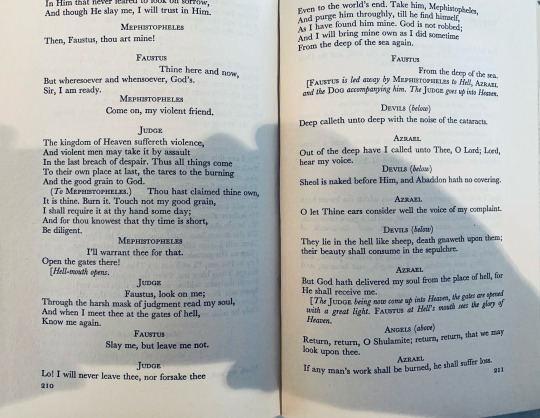 In Him that never feared to look on sorrow,
And though He slay me, I will trust in Him.
MEPHISTOPHELES
Then, Faustus, thou art mine!
FAUSTUS
Thine here and now,
But wheresoever and whensoever, God's.
Sir, I am ready.
MEPHISTOPHELES
Come on, my violent friend.
JUDGE
The kingdom of Heaven suffereth violence,
And violent men may take it by assault
In the last breach of despair. Thus all things come
To their own place at last, the tares to the burning
And the good grain to God.
(To MEPHISTOPHELES.) Thou hast claimed thine own,
It is thine. Burn it. Touch not my good grain,
I shall require it at thy hand some day;
And for thou knowest that thy time is short,
Be diligent.
MEPHISTOPHELES
I'll warrant thee for that.
Open the gates there!
[Hell-mouth opens.
JUDGE
Faustus, look on me;
Through the harsh mask of judgment read my soul,
And when I meet thee at the gates of hell,
Know me again.
FAUSTUS
Slay me, but leave me not.
JUDGE
Lo! I will never leave thee, nor forsake thee
210
Even to the world's end. Take him, Mephistopheles,
And purge him throughly, till he find himself,
As I have found him mine. God is not robbed;
And I will bring mine own as I did sometime
From the deep of the sea again.
FAUSTUS
From the deep of the sea.
[FAUSTUS is led away by MEPHISTOPHELES to Hell, AZRAEL
and the DOG accompanying him. The JUDGE goes up into Heaven.
DEVILS (below)
Deep calleth unto deep with the noise of the cataracts.
AZRAEL
Out of the deep have I called unto Thee, O Lord; Lord,
hear my voice.
DEVILS (below)
Sheol is naked before Him, and Abaddon hath no covering.
AZRAEL
O let Thine ears consider well the voice of my complaint.
DEVILS (below)
They lie in the hell like sheep, death gnaweth upon them;
their beauty shall consume in the sepulchre.
AZRAEL
But God hath delivered my soul from the place of hell, for
He shall receive me.
[The JUDGE being now come up into Heaven, the gates are opened
with a great light. FAUSTUS at Hell's mouth sees the glory of
Heaven.
ANGELS (above)
Return, return, O Shulamite; return, return, that we may
look upon thee.
AZRAEL
If any man's work shall be burned, he shall suffer loss.
211